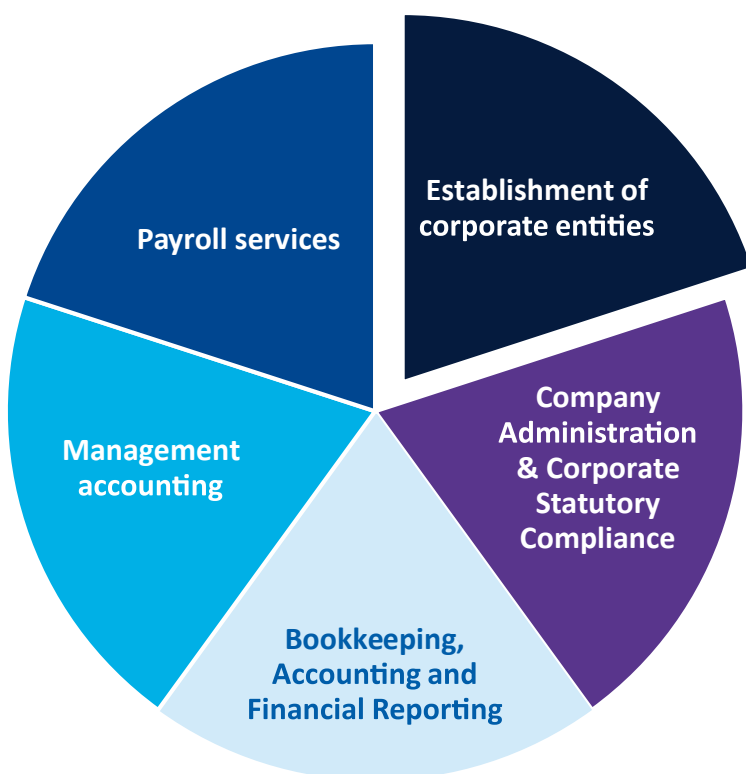 Establishment of
corporate entities
Payroll services
Company
Administration
& Corporate
Statutory
Compliance
Management
accounting
Bookkeeping,
Accounting and
Financial Reporting